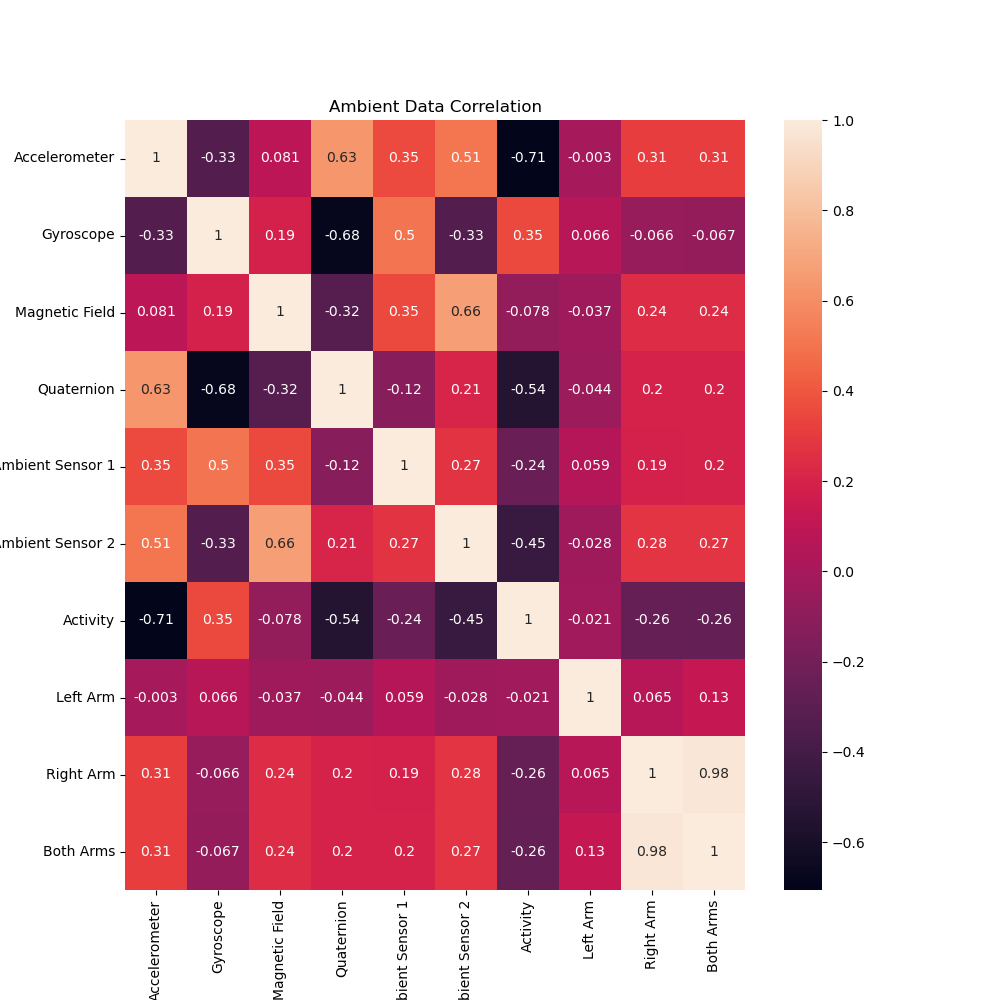 Ambient Data Correlation
Accelerometer 1 -0.33 0.081 0.63 0.35 0.51 -0.71 -0.003 0.31 0.31
Gyroscope -0.33 1 0.19 -0.68 0.5 -0.33 0.35 0.066 -0.066 -0.067
Magnetic Field 0.081 0.19 1 -0.32 0.35 0.66 -0.078 -0.037 0.24 0.24
Quaternion 0.63 -0.68 -0.32 1 -0.12 0.21 -0.54 -0.044 0.2 0.2
mbient Sensor 1 0.35 0.5 0.35 -0.12 1 0.27 -0.24 0.059 0.19 0.2
mbient Sensor 2 0.51 -0.33 0.66 0.21 0.27 1 -0.45 -0.028 0.28 0.27
Activity -0.71 0.35 -0.078 -0.54 -0.24 -0.45 1 -0.021 -0.26 -0.26
Left Arm -0.003 0.066 -0.037 -0.044 0.059 -0.028 -0.021 1 0.065 0.13
Right Arm 0.31 -0.066 0.24 0.2 0.19 0.28 -0.26 0.065 1 0.98
Both Arms 0.31 -0.067 0.24 0.2 0.2 0.27 -0.26 0.13 0.98 1
Accelerometer
Gyroscope
Magnetic Field
Quaternion
bient Sensor 1
bient Sensor 2
Activity
Left Arm
Right Arm
Both Arms
1.0
0.8
0.6
0.4
0.2
0.0
−0.2
−0.4
−0.6